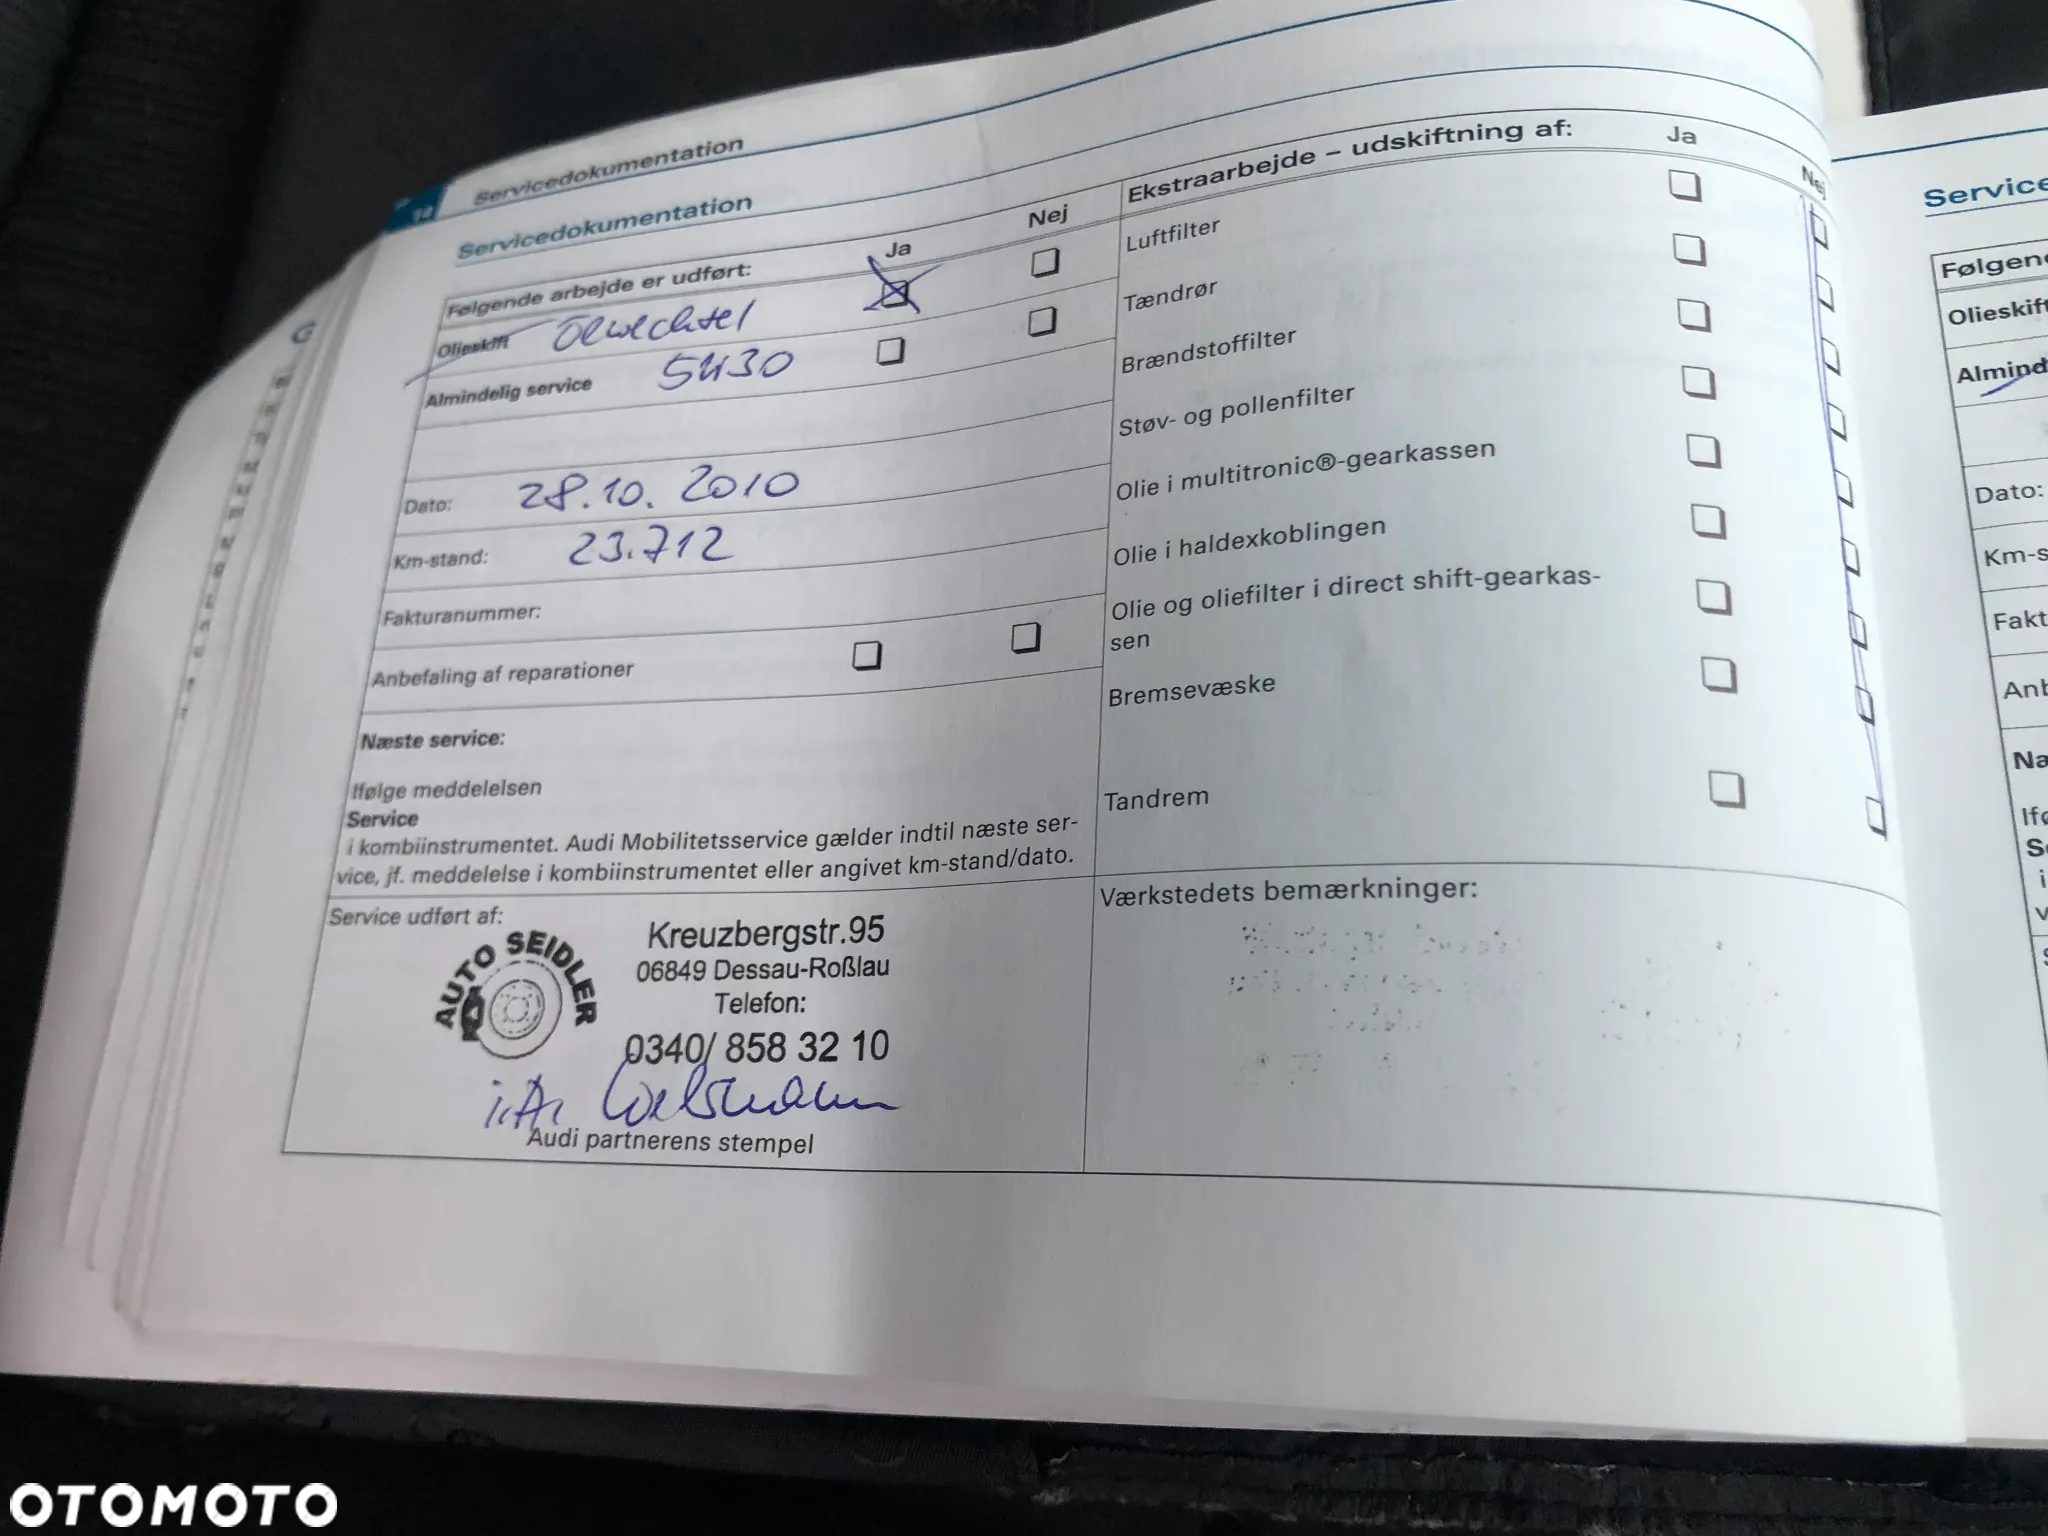 Servicedokumentation
Servicedokumentation
Følgende arbejde er udført: Ja Nej
Olieskift Ölwechsel
Almindelig service 5W30
Dato: 28.10.2010
Km-stand: 23.712
Fakturanummer:
Anbefaling af reparationer
Næste service:
Ifølge meddelelsen
Service
i kombiinstrumentet. Audi Mobilitetsservice gælder indtil næste ser-
vice, jf. meddelelse i kombiinstrumentet eller angivet km-stand/dato.
Service udført af:
AUTO SEIDLER
Kreuzbergstr.95
06849 Dessau-Roßlau
Telefon:
0340/ 858 32 10
Audi partnerens stempel
Ekstraarbejde – udskiftning af: Ja Nej
Luftfilter
Tændrør
Brændstoffilter
Støv- og pollenfilter
Olie i multitronic®-gearkassen
Olie i haldexkoblingen
Olie og oliefilter i direct shift-gearkas-
sen
Bremsevæske
Tandrem
Værkstedets bemærkninger:
Service
Følgen
Olieskift
Almind
Dato:
Km-s
Fakt
Anb
Næ
Ifø
Se
i
v
OTOMOTO